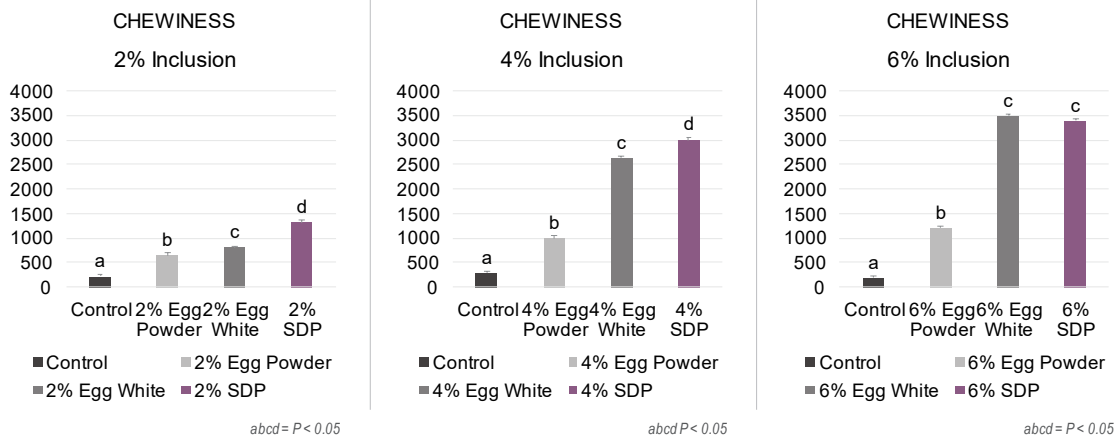 CHEWINESS
2% Inclusion
4000
3500
3000
2500
2000
1500
1000
500
0
a
b
c
d
Control 2% Egg 2% Egg 2%
Powder White SDP
Control 2% Egg Powder
2% Egg White 2% SDP
abcd = P < 0.05
CHEWINESS
4% Inclusion
4000
3500
3000
2500
2000
1500
1000
500
0
a
b
c
d
Control 4% Egg 4% Egg 4%
Powder White SDP
Control 4% Egg Powder
4% Egg White 4% SDP
abcd P < 0.05
CHEWINESS
6% Inclusion
4000
3500
3000
2500
2000
1500
1000
500
0
a
b
c
c
Control 6% Egg 6% Egg 6%
Powder White SDP
Control 6% Egg Powder
6% Egg White 6% SDP
abcd = P < 0.05